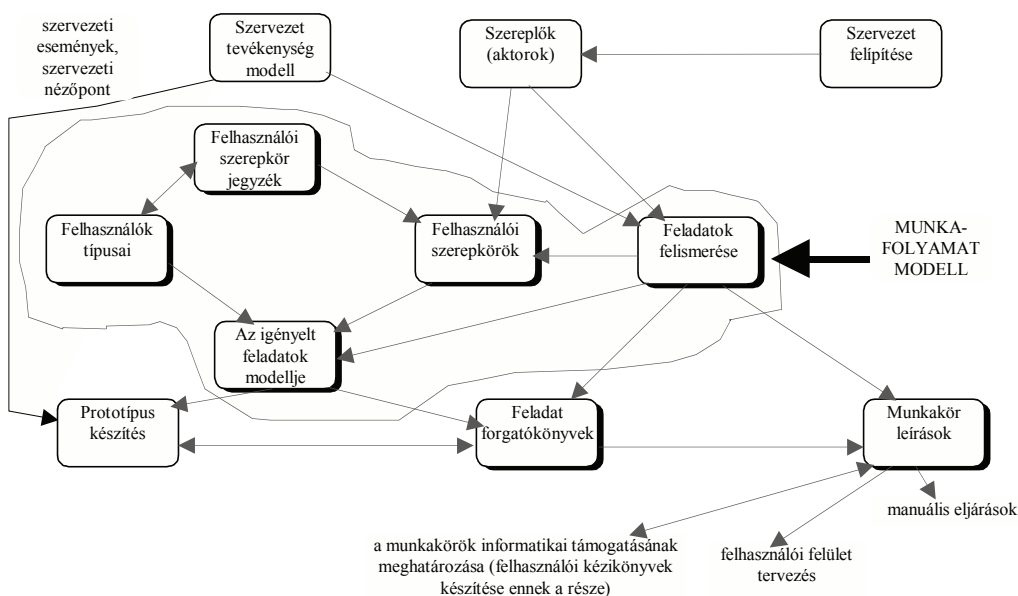 szervezeti
események,
szervezeti
nézőpont
Szervezet
tevékenység
modell
Szereplők
(aktorok)
Szervezet
felípítése
Felhasználói
szerepkör
jegyzék
Felhasználók
típusai
Felhasználói
szerepkörök
Feladatok
felismerése
MUNKA-
FOLYAMAT
MODELL
Az igényelt
feladatok
modellje
Prototípus
készítés
Feladat
forgatókönyvek
Munkakör
leírások
manuális eljárások
a munkakörök informatikai támogatásának
meghatározása (felhasználói kézikönyvek
készítése ennek a része)
felhasználói felület
tervezés